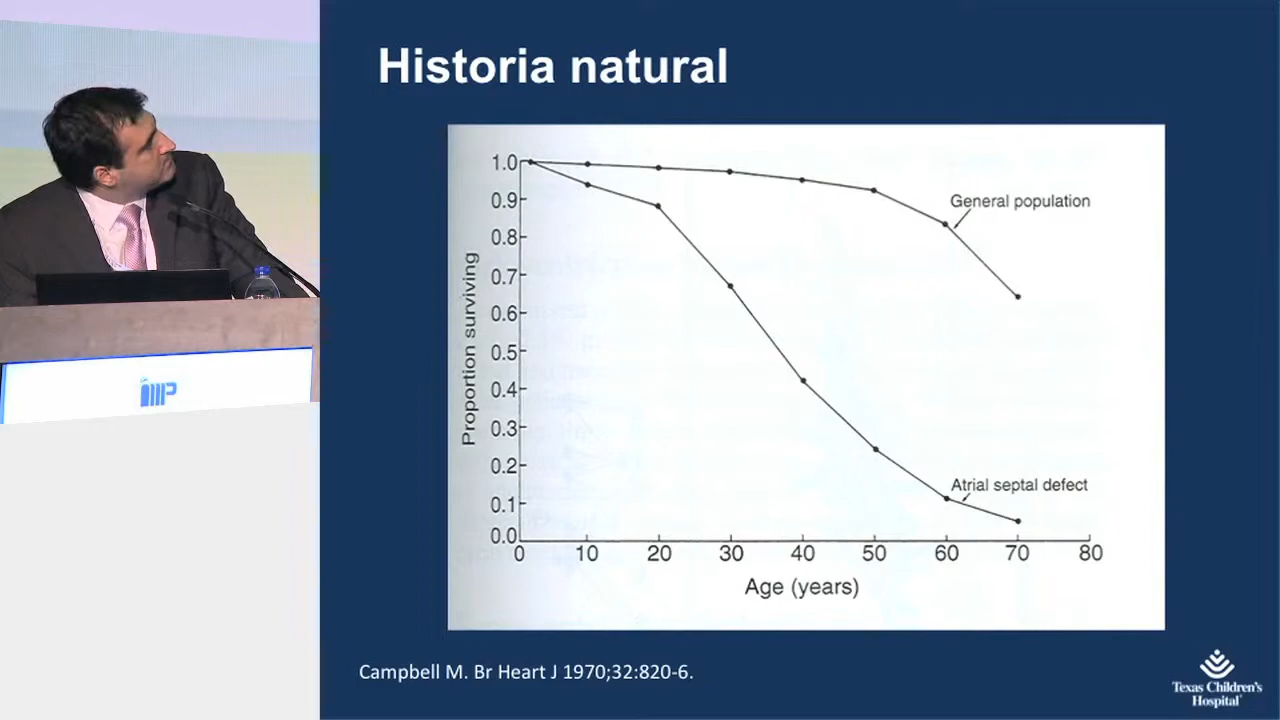 Historia natural
1.0
0.9
0.8
0.7
0.6
0.5
0.4
0.3
0.2
0.1
0.0
Proportion surviving
General population
Atrial septal defect
0 10 20 30 40 50 60 70 80
Age (years)
Campbell M. Br Heart J 1970;32:820-6.
Texas Children's
Hospital